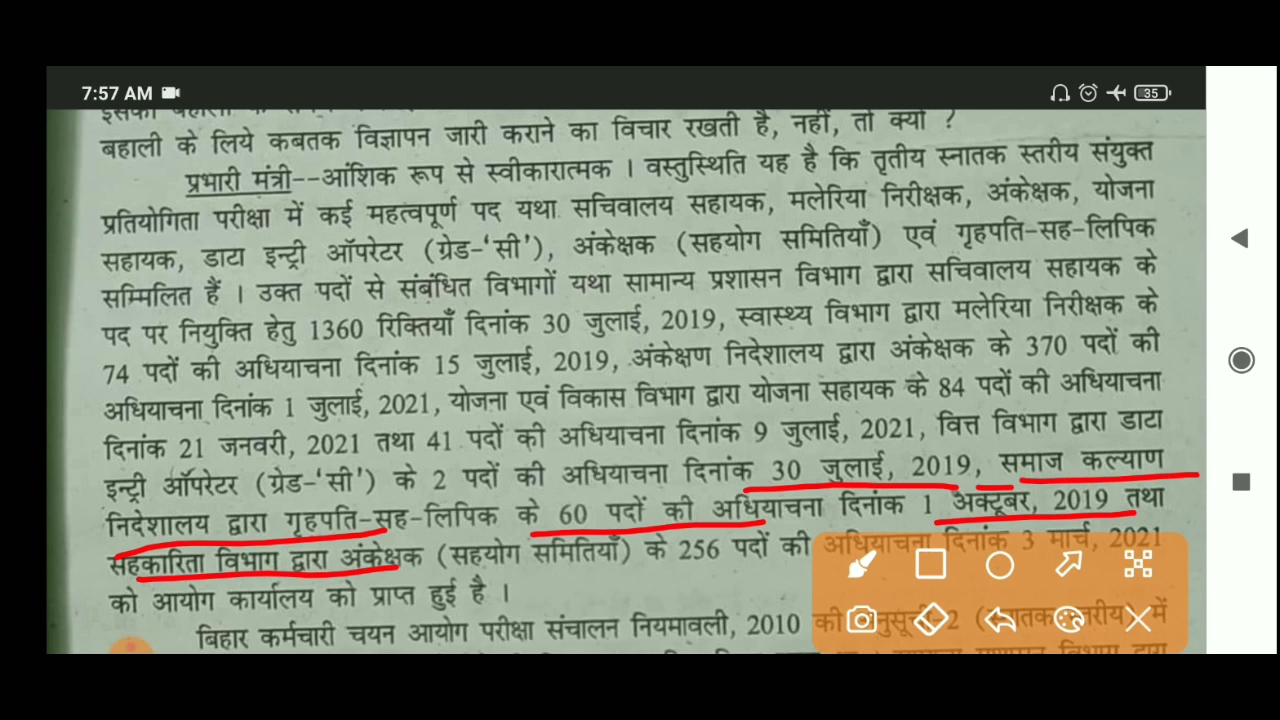 7:57 AM
35
बहाली के लिये कबतक विज्ञापन जारी कराने का विचार रखती है, नहीं, तो क्यों ?
प्रभारी मंत्री--आंशिक रूप से स्वीकारात्मक । वस्तुस्थिति यह है कि तृतीय स्नातक स्तरीय संयुक्त
प्रतियोगिता परीक्षा में कई महत्वपूर्ण पद यथा सचिवालय सहायक, मलेरिया निरीक्षक, अंकेक्षक, योजना
सहायक, डाटा इन्ट्री ऑपरेटर (ग्रेड-‘सी’), अंकेक्षक (सहयोग समितियाँ) एवं गृहपति-सह-लिपिक
सम्मिलित हैं । उक्त पदों से संबंधित विभागों यथा सामान्य प्रशासन विभाग द्वारा सचिवालय सहायक के
पद पर नियुक्ति हेतु 1360 रिक्तियाँ दिनांक 30 जुलाई, 2019, स्वास्थ्य विभाग द्वारा मलेरिया निरीक्षक के
74 पदों की अधियाचना दिनांक 15 जुलाई, 2019, अंकेक्षण निदेशालय द्वारा अंकेक्षक के 370 पदों की
अधियाचना दिनांक 1 जुलाई, 2021, योजना एवं विकास विभाग द्वारा योजना सहायक के 84 पदों की अधियाचना
दिनांक 21 जनवरी, 2021 तथा 41 पदों की अधियाचना दिनांक 9 जुलाई, 2021, वित्त विभाग द्वारा डाटा
इन्ट्री ऑपरेटर (ग्रेड-‘सी’) के 2 पदों की अधियाचना दिनांक 30 जुलाई, 2019, समाज कल्याण
निदेशालय द्वारा गृहपति-सह-लिपिक के 60 पदों की अधियाचना दिनांक 1 अक्टूबर, 2019 तथा
सहकारिता विभाग द्वारा अंकेक्षक (सहयोग समितियाँ) के 256 पदों की अधियाचना दिनांक 3 मार्च, 2021
को आयोग कार्यालय को प्राप्त हुई है ।
बिहार कर्मचारी चयन आयोग परीक्षा संचालन नियमावली, 2010 की अनुसूची-2 (स्नातक स्तरीय) में